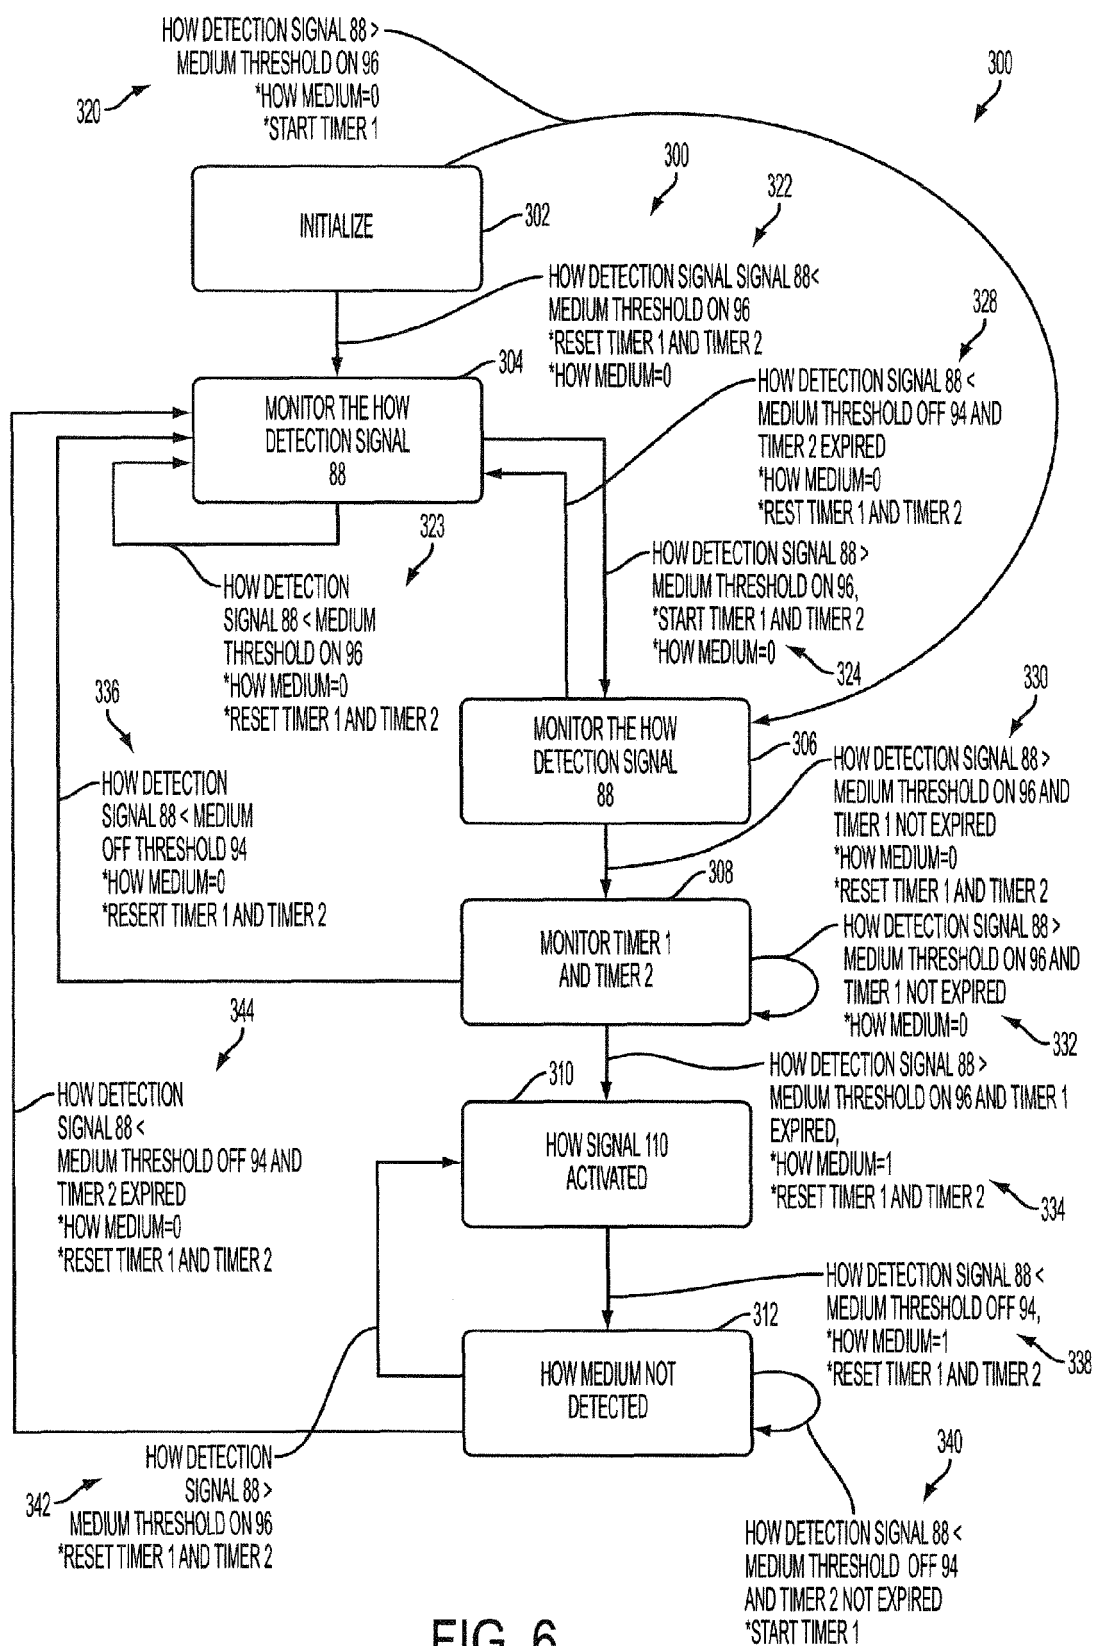 HOW DETECTION SIGNAL 88 >
MEDIUM THRESHOLD ON 96
*HOW MEDIUM=0
*START TIMER 1
320
300
INITIALIZE
302
300
322
HOW DETECTION SIGNAL SIGNAL 88<
MEDIUM THRESHOLD ON 96
*RESET TIMER 1 AND TIMER 2
*HOW MEDIUM=0
328
HOW DETECTION SIGNAL 88 <
MEDIUM THRESHOLD OFF 94 AND
TIMER 2 EXPIRED
*HOW MEDIUM=0
*REST TIMER 1 AND TIMER 2
304
MONITOR THE HOW
DETECTION SIGNAL
88
323
HOW DETECTION
SIGNAL 88 < MEDIUM
THRESHOLD ON 96
*HOW MEDIUM=0
*RESET TIMER 1 AND TIMER 2
HOW DETECTION SIGNAL 88 >
MEDIUM THRESHOLD ON 96,
*START TIMER 1 AND TIMER 2
*HOW MEDIUM=0
324
336
HOW DETECTION
SIGNAL 88 < MEDIUM
OFF THRESHOLD 94
*HOW MEDIUM=0
*RESERT TIMER 1 AND TIMER 2
MONITOR THE HOW
DETECTION SIGNAL
88
306
330
HOW DETECTION SIGNAL 88 >
MEDIUM THRESHOLD ON 96 AND
TIMER 1 NOT EXPIRED
*HOW MEDIUM=0
*RESET TIMER 1 AND TIMER 2
308
MONITOR TIMER 1
AND TIMER 2
HOW DETECTION SIGNAL 88 >
MEDIUM THRESHOLD ON 96 AND
TIMER 1 NOT EXPIRED
*HOW MEDIUM=0
332
344
HOW DETECTION
SIGNAL 88 <
MEDIUM THRESHOLD OFF 94 AND
TIMER 2 EXPIRED
*HOW MEDIUM=0
*RESET TIMER 1 AND TIMER 2
310
HOW SIGNAL 110
ACTIVATED
HOW DETECTION SIGNAL 88 >
MEDIUM THRESHOLD ON 96 AND TIMER 1
EXPIRED,
*HOW MEDIUM=1
*RESET TIMER 1 AND TIMER 2
334
HOW DETECTION SIGNAL 88 <
MEDIUM THRESHOLD OFF 94,
*HOW MEDIUM=1
*RESET TIMER 1 AND TIMER 2
338
312
HOW MEDIUM NOT
DETECTED
342
HOW DETECTION
SIGNAL 88 >
MEDIUM THRESHOLD ON 96
*RESET TIMER 1 AND TIMER 2
340
HOW DETECTION SIGNAL 88 <
MEDIUM THRESHOLD OFF 94
AND TIMER 2 NOT EXPIRED
*START TIMER 1
FIG. 6